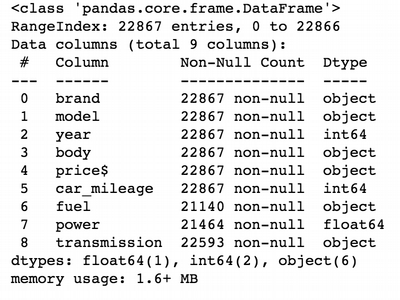 <class 'pandas.core.frame.DataFrame'>
RangeIndex: 22867 entries, 0 to 22866
Data columns (total 9 columns):
 #   Column        Non-Null Count  Dtype
---  ------        --------------  -----
 0   brand         22867 non-null  object
 1   model         22867 non-null  object
 2   year          22867 non-null  int64
 3   body          22867 non-null  object
 4   price$        22867 non-null  object
 5   car_mileage   22867 non-null  int64
 6   fuel          21140 non-null  object
 7   power         21464 non-null  float64
 8   transmission  22593 non-null  object
dtypes: float64(1), int64(2), object(6)
memory usage: 1.6+ MB